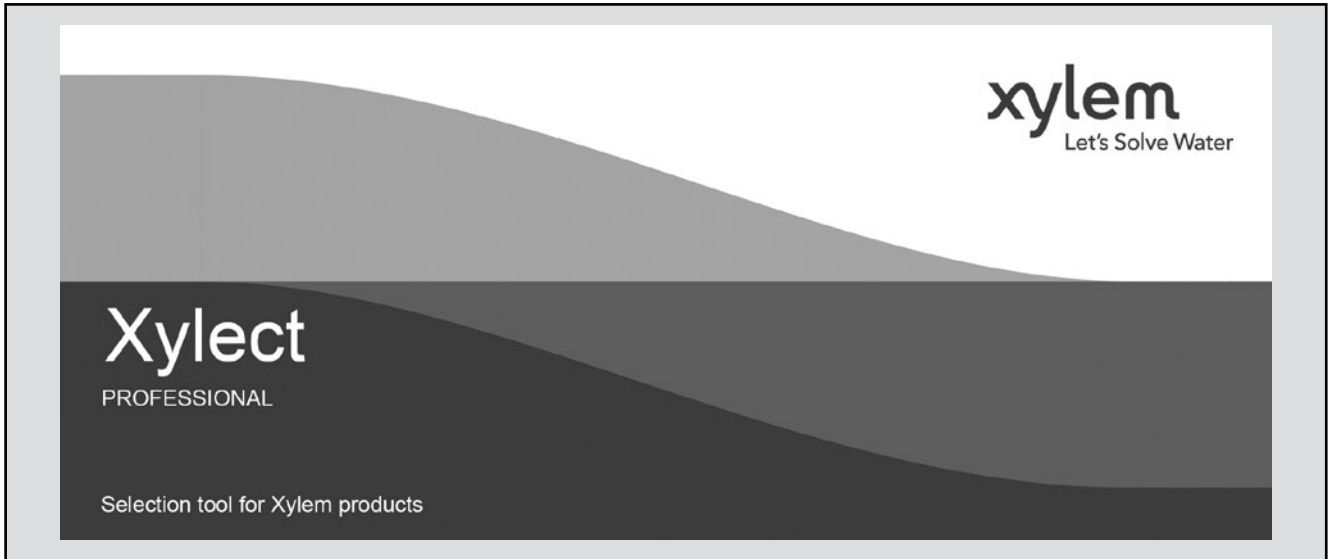 xylem
Let's Solve Water
Xylect
PROFESSIONAL
Selection tool for Xylem products